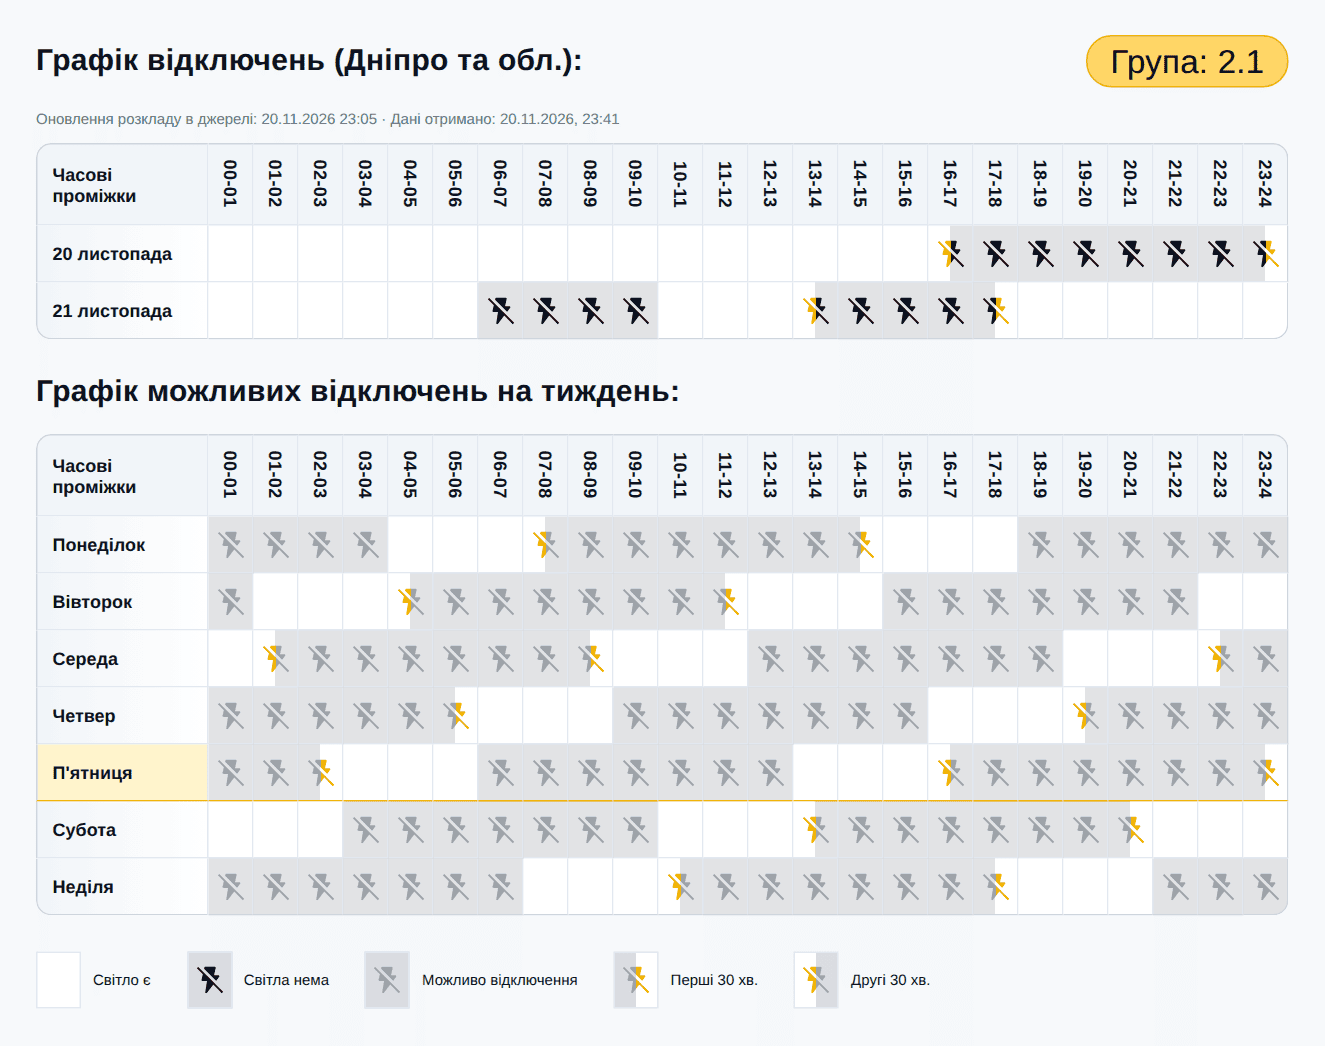 Графік відключень (Дніпро та обл.):
Група: 2.1
Оновлення розкладу в джерелі: 20.11.2026 23:05 · Дані отримано: 20.11.2026, 23:41
Часові проміжки 00-01 01-02 02-03 03-04 04-05 05-06 06-07 07-08 08-09 09-10 10-11 11-12 12-13 13-14 14-15 15-16 16-17 17-18 18-19 19-20 20-21 21-22 22-23 23-24
20 листопада
21 листопада
Графік можливих відключень на тиждень:
Часові проміжки 00-01 01-02 02-03 03-04 04-05 05-06 06-07 07-08 08-09 09-10 10-11 11-12 12-13 13-14 14-15 15-16 16-17 17-18 18-19 19-20 20-21 21-22 22-23 23-24
Понеділок
Вівторок
Середа
Четвер
П'ятниця
Субота
Неділя
Світло є Світла нема Можливо відключення Перші 30 хв. Другі 30 хв.